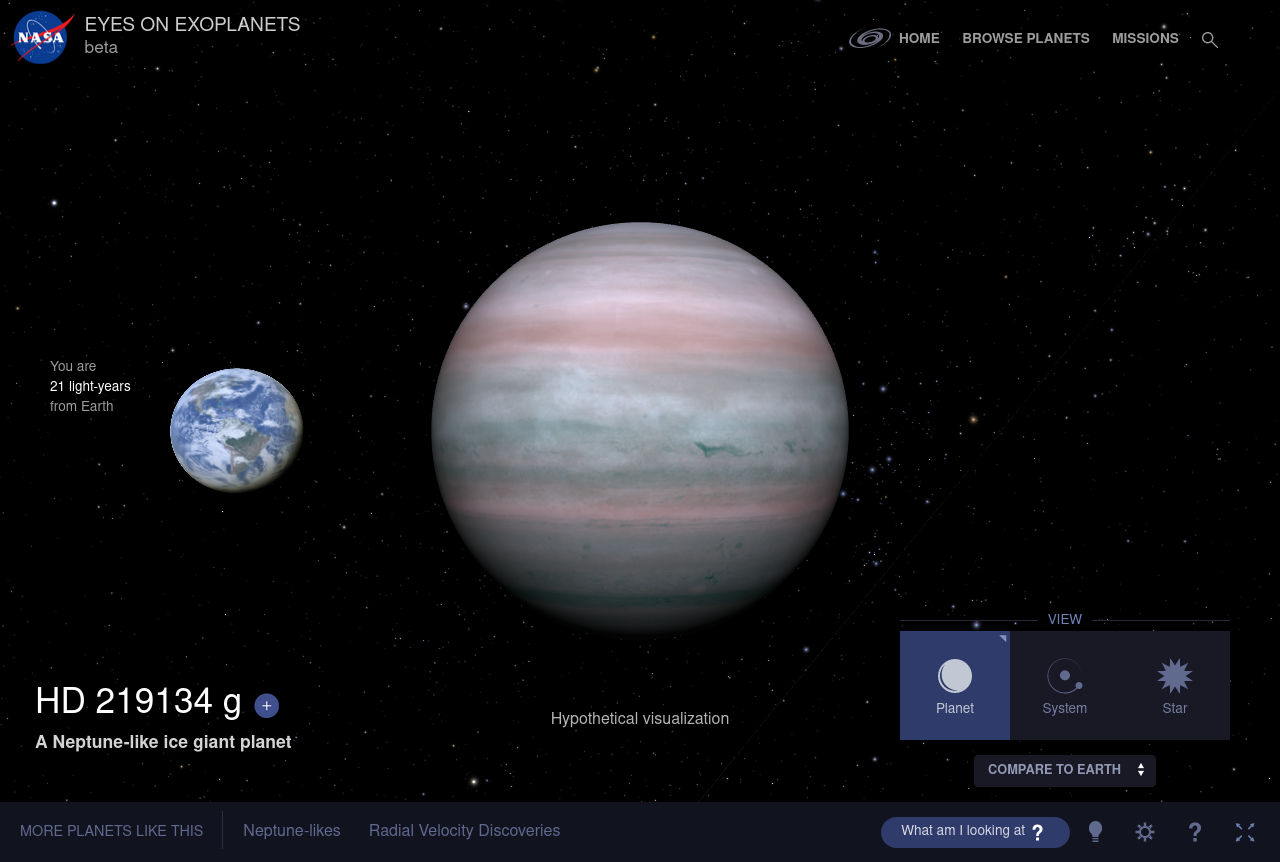 NASA
EYES ON EXOPLANETS
beta
HOME
BROWSE PLANETS
MISSIONS
You are
21 light-years
from Earth
VIEW
Planet
System
Star
HD 219134 g +
A Neptune-like ice giant planet
Hypothetical visualization
COMPARE TO EARTH
MORE PLANETS LIKE THIS
Neptune-likes
Radial Velocity Discoveries
What am I looking at ?
?